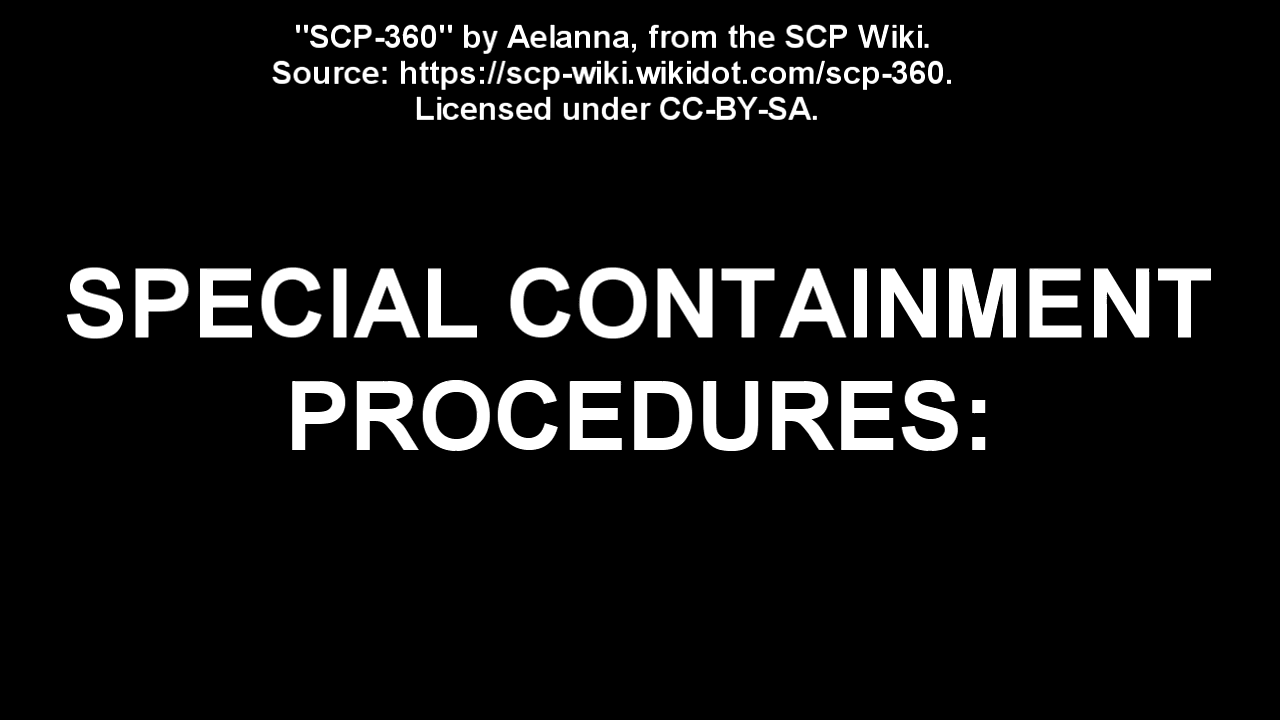 "SCP-360" by Aelanna, from the SCP Wiki.
Source: https://scp-wiki.wikidot.com/scp-360.
Licensed under CC-BY-SA.
SPECIAL CONTAINMENT
PROCEDURES: